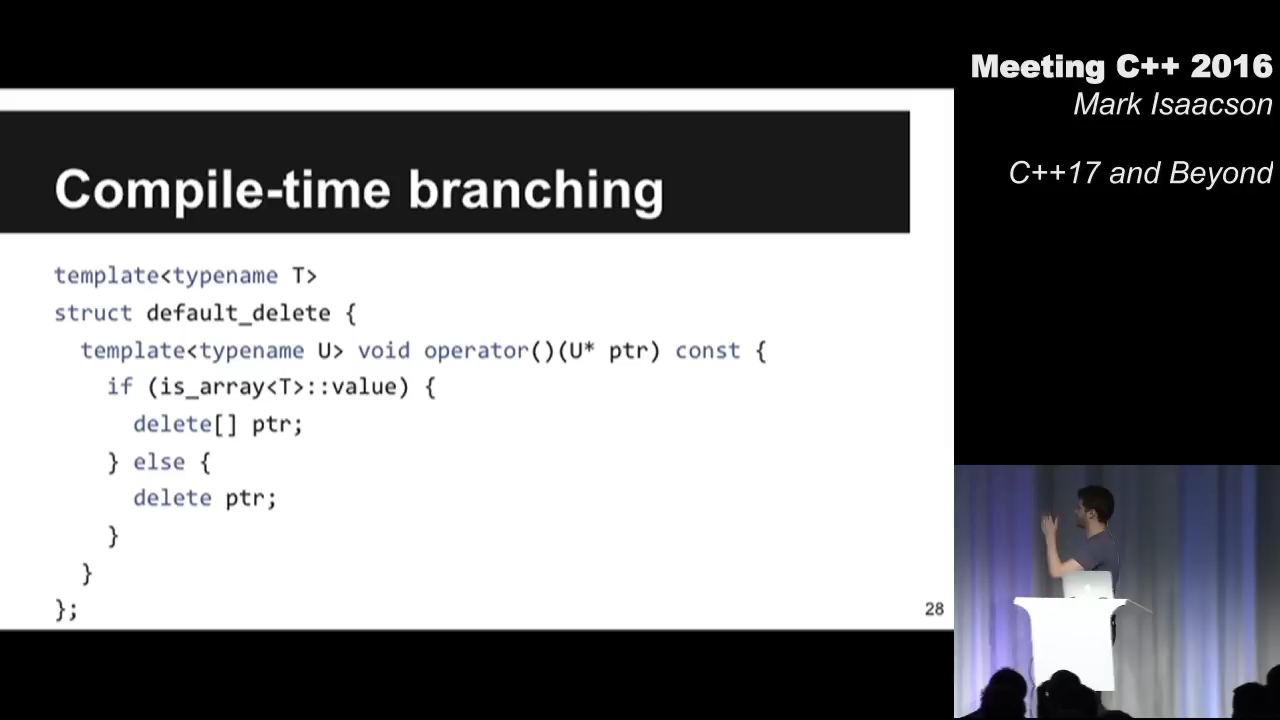 Meeting C++ 2016
Mark Isaacson
C++17 and Beyond
Compile-time branching
template<typename T>
struct default_delete {
template<typename U> void operator()(U* ptr) const {
if (is_array<T>::value) {
delete[] ptr;
} else {
delete ptr;
}
}
};
28